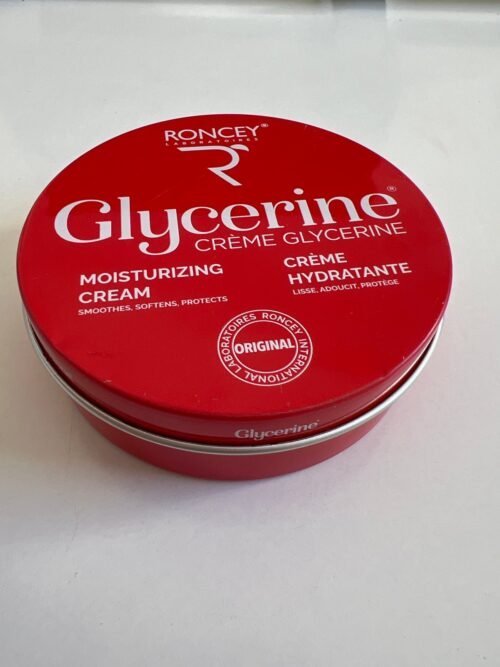 RONCEY®
LABORATOIRES
Glycerine®
CRÈME GLYCERINE
MOISTURIZING
CREAM
SMOOTHES, SOFTENS, PROTECTS
CRÈME
HYDRATANTE
LISSE, ADOUCIT, PROTÈGE
LABORATOIRES RONCEY INTERNATIONAL
ORIGINAL
Glycerine®